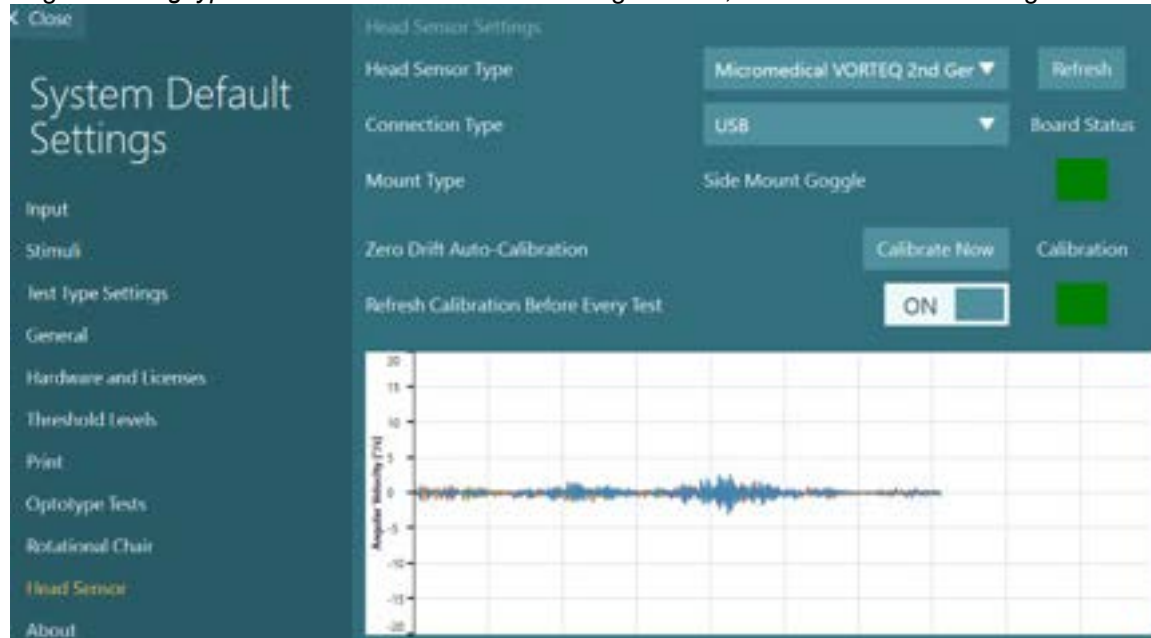 Close
System Default
Settings
Input
Stimuli
Test Type Settings
General
Hardware and Licenses
Threshold Levels
Print
Optotype Tests
Rotational Chair
Head Sensor
About
Head Sensor Settings
Head Sensor Type
Micromedical VORTEQ 2nd Ger
Refresh
Connection Type
USB
Board Status
Mount Type
Side Mount Goggle
Zero Drift Auto-Calibration
Calibrate Now
Calibration
Refresh Calibration Before Every Test
ON
20
15
10
5
0
-5
-10
-15
-20
Angular Velocity [°/s]